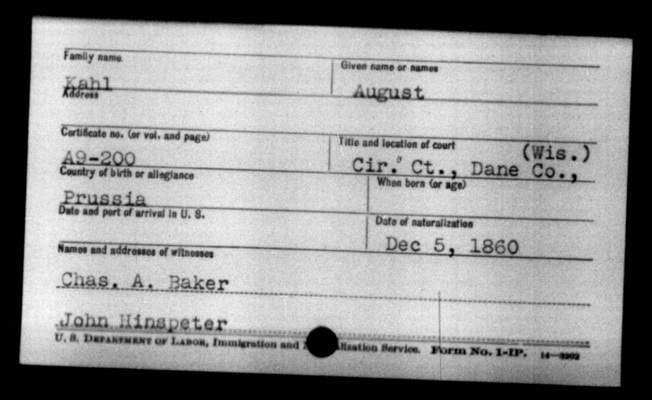 Family name
Given name or names
Kahl
August
Address
Certificate no. (or vol. and page)
Title and location of court
(Wis.)
A9-200
Cir. Ct., Dane Co.,
Country of birth or allegiance
When born (or age)
Prussia
Date and port of arrival in U. S.
Date of naturalization
Dec 5, 1860
Names and addresses of witnesses
Chas. A. Baker
John Hinspeter
U. S. Department of Labor, Immigration and Service. Form No. 1-IP. 14—3202